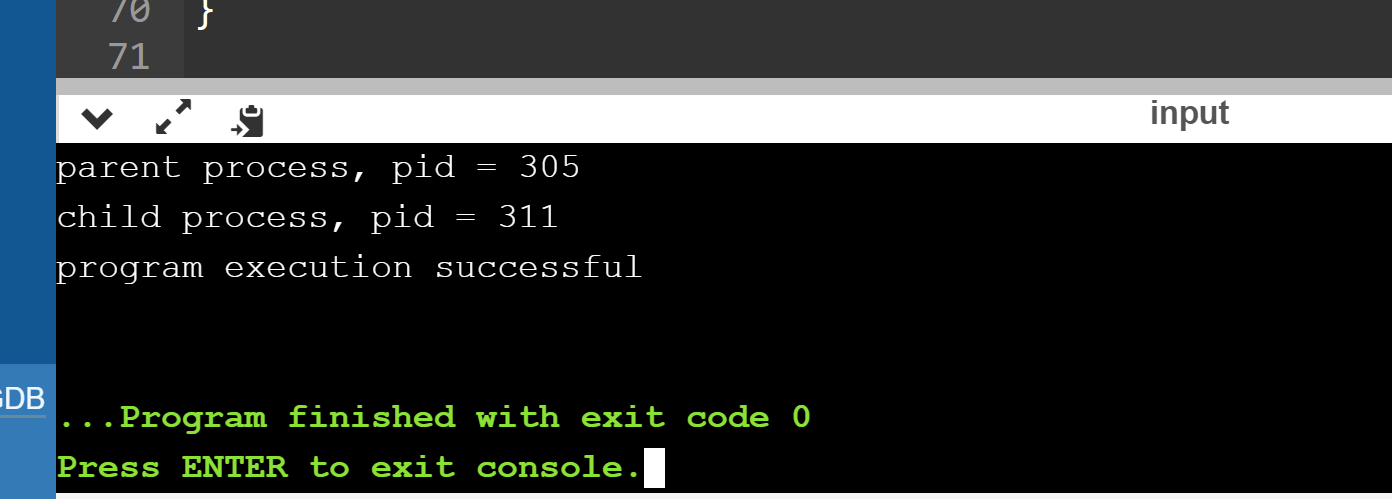 70 }
71
input
parent process, pid = 305
child process, pid = 311
program execution successful
GDB
...Program finished with exit code 0
Press ENTER to exit console.